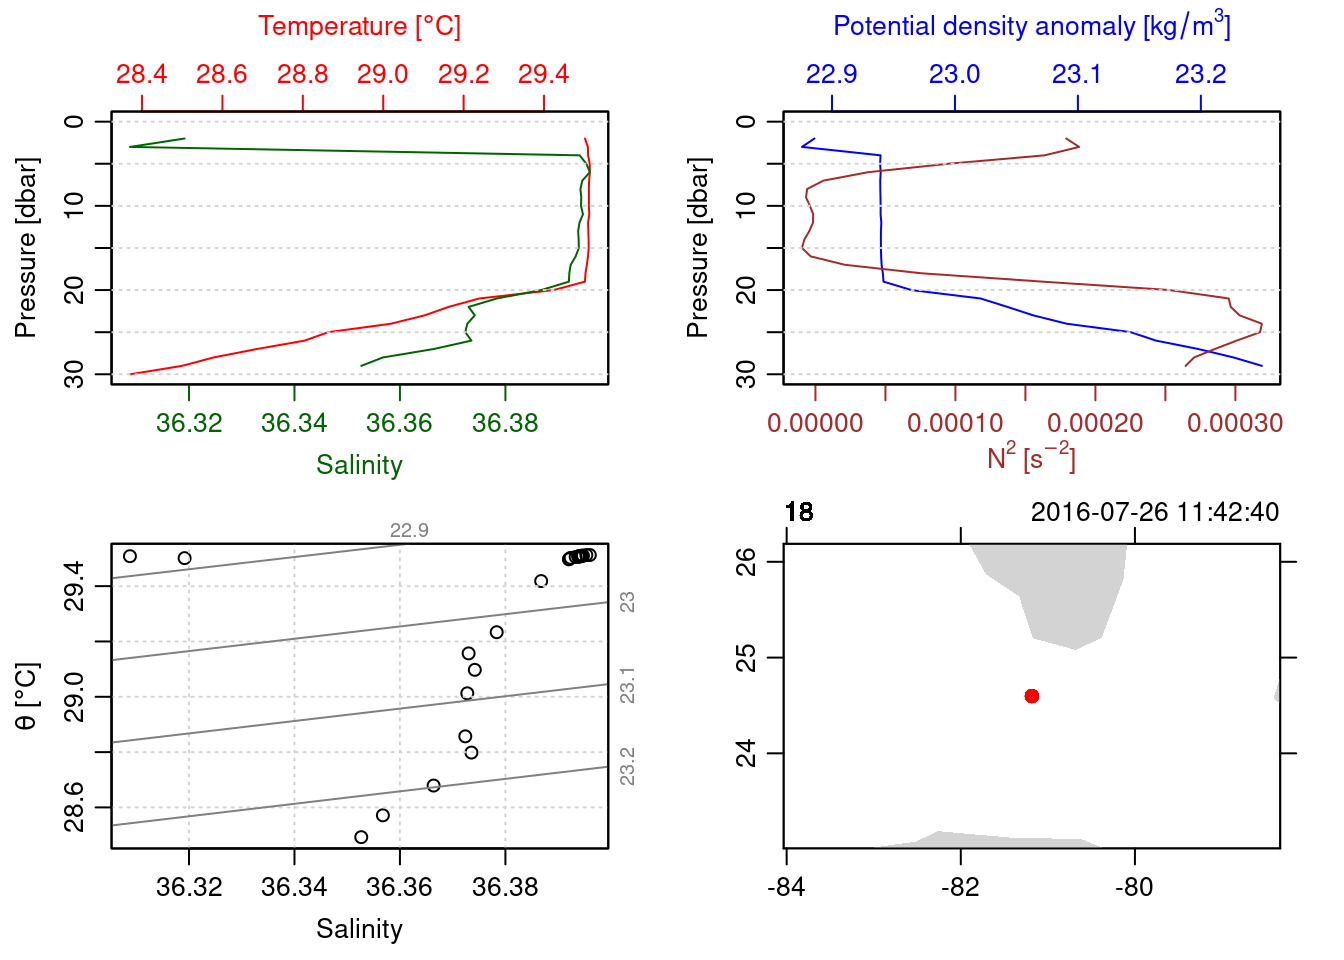 Temperature [°C]
28.4 28.6 28.8 29.0 29.2 29.4
Pressure [dbar]
0
10
20
30
36.32 36.34 36.36 36.38
Salinity
Potential density anomaly [kg/m³]
22.9 23.0 23.1 23.2
Pressure [dbar]
0
10
20
30
0.00000 0.00010 0.00020 0.00030
N² [s⁻²]
22.9
23
23.1
23.2
θ [°C]
29.4
29.0
28.6
36.32 36.34 36.36 36.38
Salinity
18 2016-07-26 11:42:40
26
25
24
-84 -82 -80